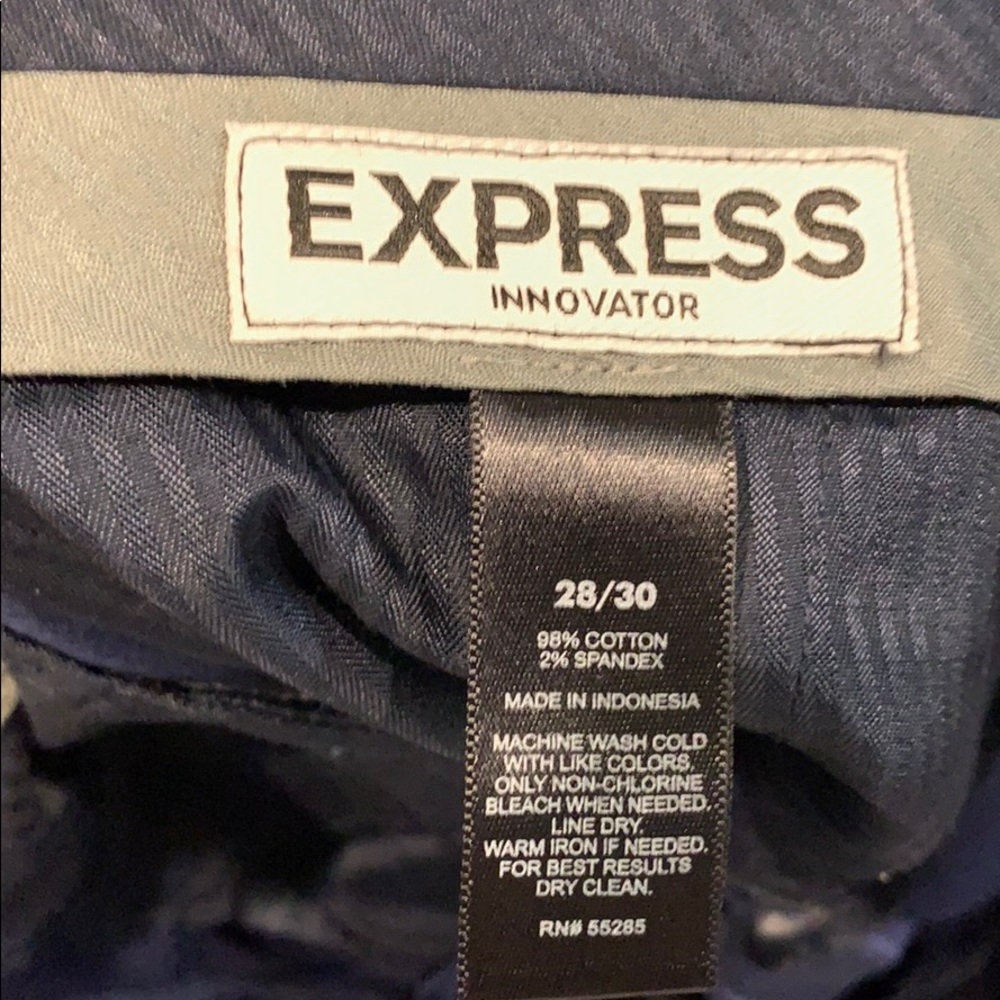 EXPRESS
INNOVATOR
28/30
98% COTTON
2% SPANDEX
MADE IN INDONESIA
MACHINE WASH COLD
WITH LIKE COLORS.
ONLY NON-CHLORINE
BLEACH WHEN NEEDED.
LINE DRY.
WARM IRON IF NEEDED.
FOR BEST RESULTS
DRY CLEAN.
RN# 55285